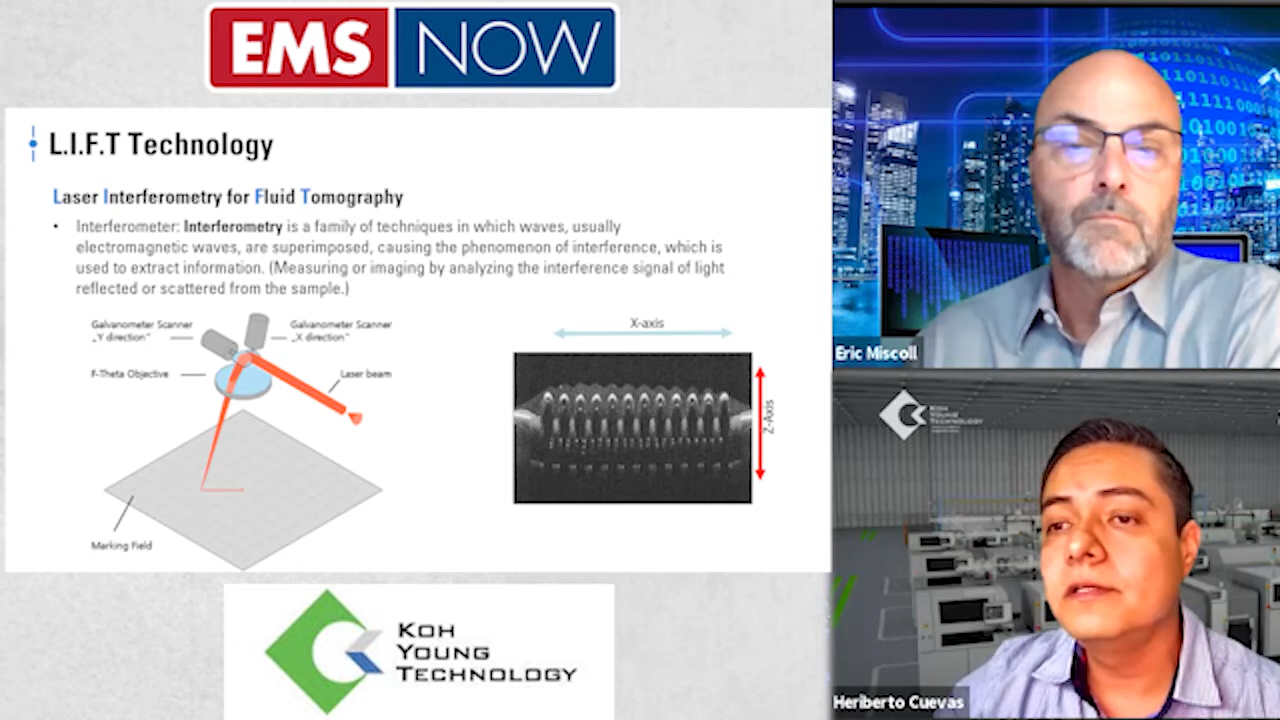 EMS NOW
L.I.F.T Technology
Laser Interferometry for Fluid Tomography
• Interferometer: Interferometry is a family of techniques in which waves, usually
electromagnetic waves, are superimposed, causing the phenomenon of interference, which is
used to extract information. (Measuring or imaging by analyzing the interference signal of light
reflected or scattered from the sample.)
Galvanometer Scanner
„Y direction"
Galvanometer Scanner
„X direction"
F-Theta Objective
Laser beam
Marking Field
X-axis
Z-Axis
KOH
YOUNG
TECHNOLOGY
Eric Miscoll
KOH
YOUNG
TECHNOLOGY
Heriberto Cuevas